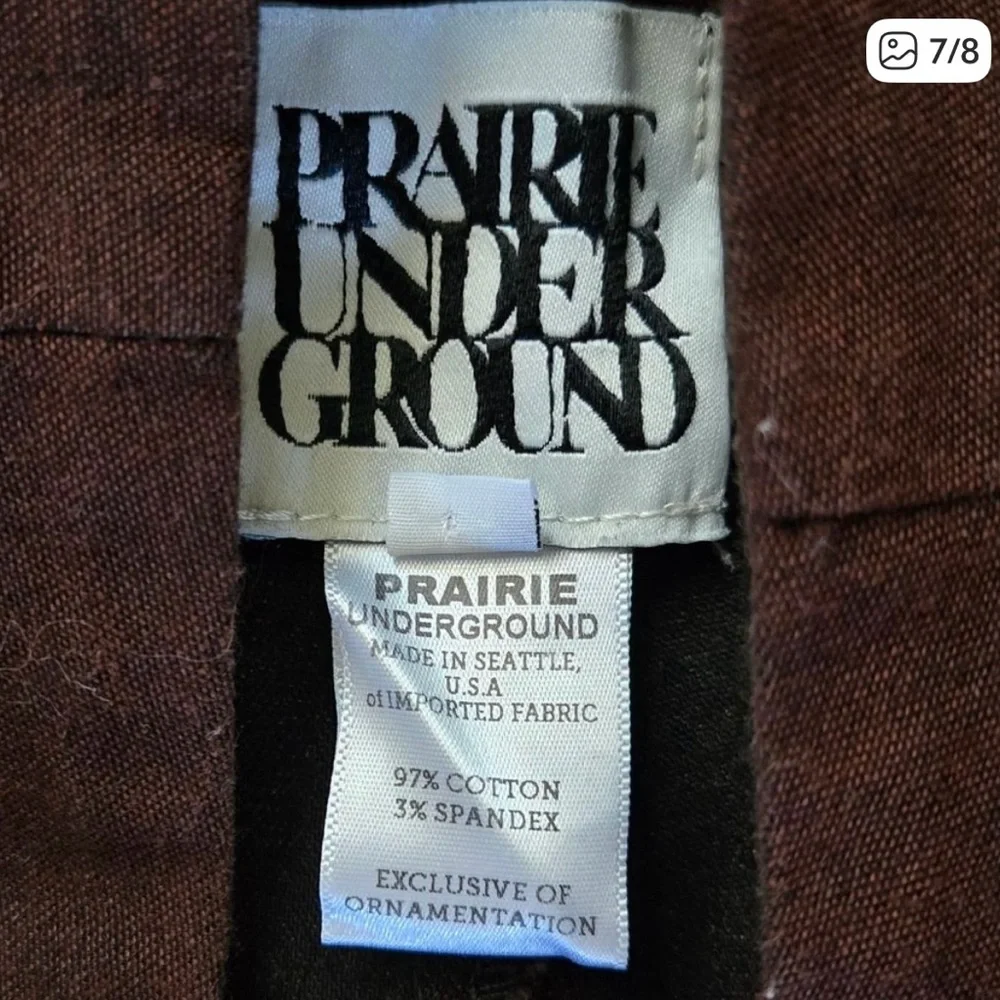 7/8
PRAIRIE
UNDER
GROUND
PRAIRIE
UNDERGROUND
MADE IN SEATTLE,
U.S.A
of IMPORTED FABRIC
97% COTTON
3% SPANDEX
EXCLUSIVE OF
ORNAMENTATION